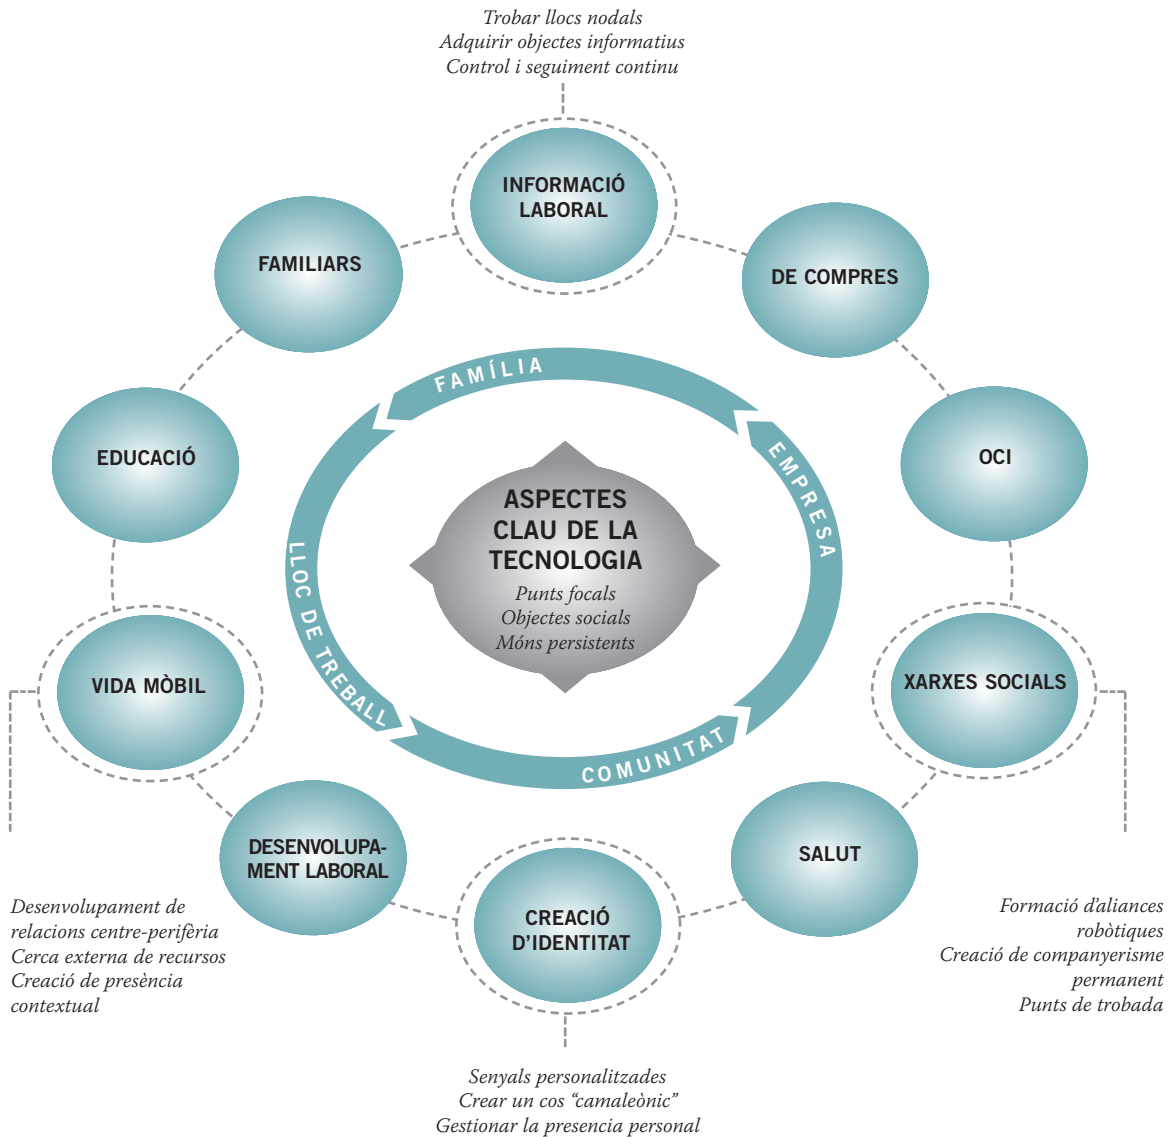 Trobar llocs nodals
Adquirir objectes informatius
Control i seguiment continu
INFORMACIÓ
LABORAL
FAMILIARS
DE COMPRES
FAMÍLIA
EDUCACIÓ
OCI
EMPRESA
ASPECTES
CLAU DE LA
TECNOLOGIA
Punts focals
Objectes socials
Móns persistents
LLOC DE TREBALL
VIDA MÒBIL
XARXES SOCIALS
COMUNITAT
DESENVOLUPA-
MENT LABORAL
SALUT
CREACIÓ
D’IDENTITAT
Desenvolupament de
relacions centre-perifèria
Cerca externa de recursos
Creació de presència
contextual
Formació d’aliances
robòtiques
Creació de companyerisme
permanent
Punts de trobada
Senyals personalitzades
Crear un cos “camaleònic”
Gestionar la presencia personal